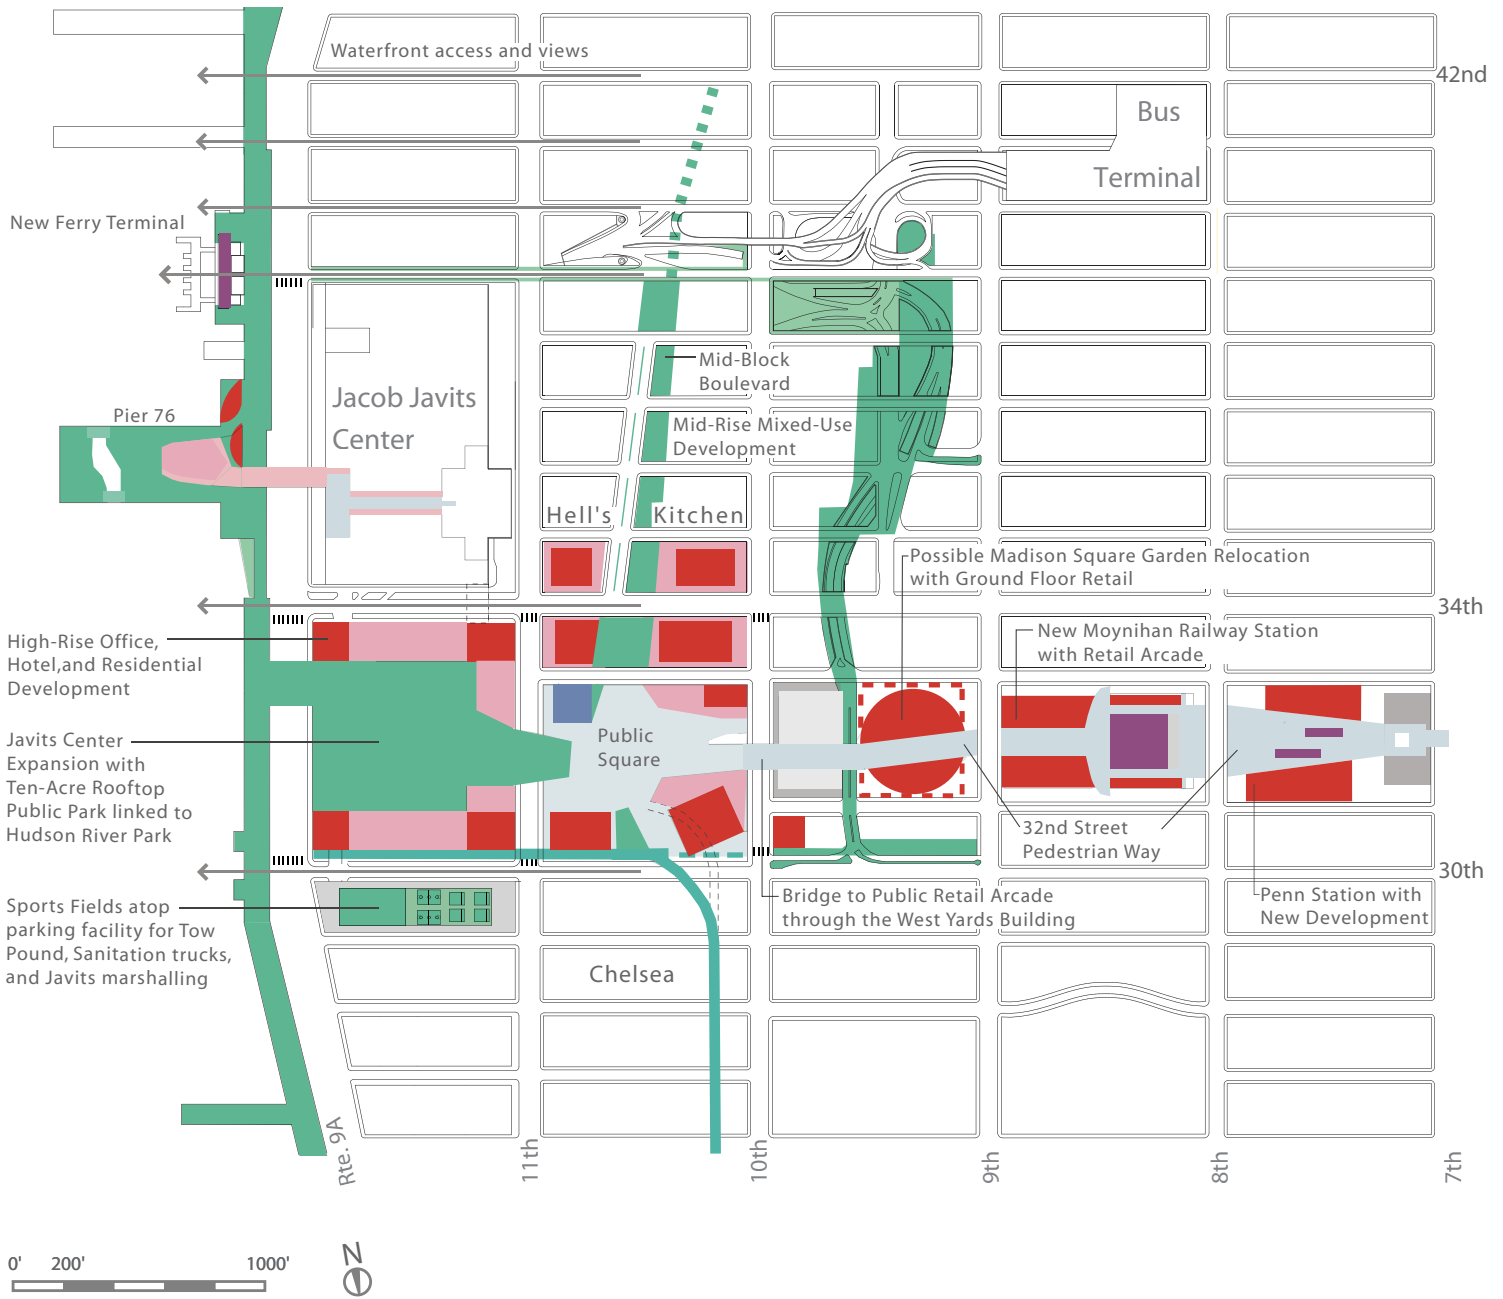 Waterfront access and views
42nd
Bus
Terminal
New Ferry Terminal
Mid-Block
Boulevard
Jacob Javits
Center
Pier 76
Mid-Rise Mixed-Use
Development
Hell's Kitchen
Possible Madison Square Garden Relocation
with Ground Floor Retail
34th
High-Rise Office,
Hotel,and Residential
Development
New Moynihan Railway Station
with Retail Arcade
Public
Square
Javits Center
Expansion with
Ten-Acre Rooftop
Public Park linked to
Hudson River Park
32nd Street
Pedestrian Way
30th
Bridge to Public Retail Arcade
through the West Yards Building
Penn Station with
New Development
Sports Fields atop
parking facility for Tow
Pound, Sanitation trucks,
and Javits marshalling
Chelsea
Rte. 9A
11th
10th
9th
8th
7th
0' 200' 1000'
N